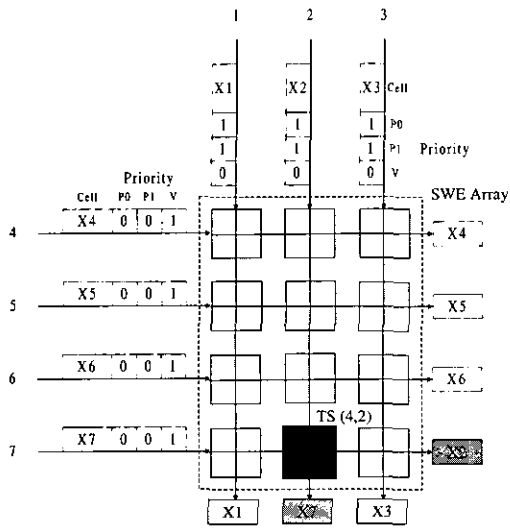 1 2 3
X1 X2 X3 Cell
1 1 1 P0
1 1 1 P1 Priority
0 0 0 V
Priority
Cell P0 P1 V
SWE Array
4 X4 0 0 1 X4
5 X5 0 0 1 X5
6 X6 0 0 1 X6
TS (4,2)
7 X7 0 0 1
X1 X7 X3